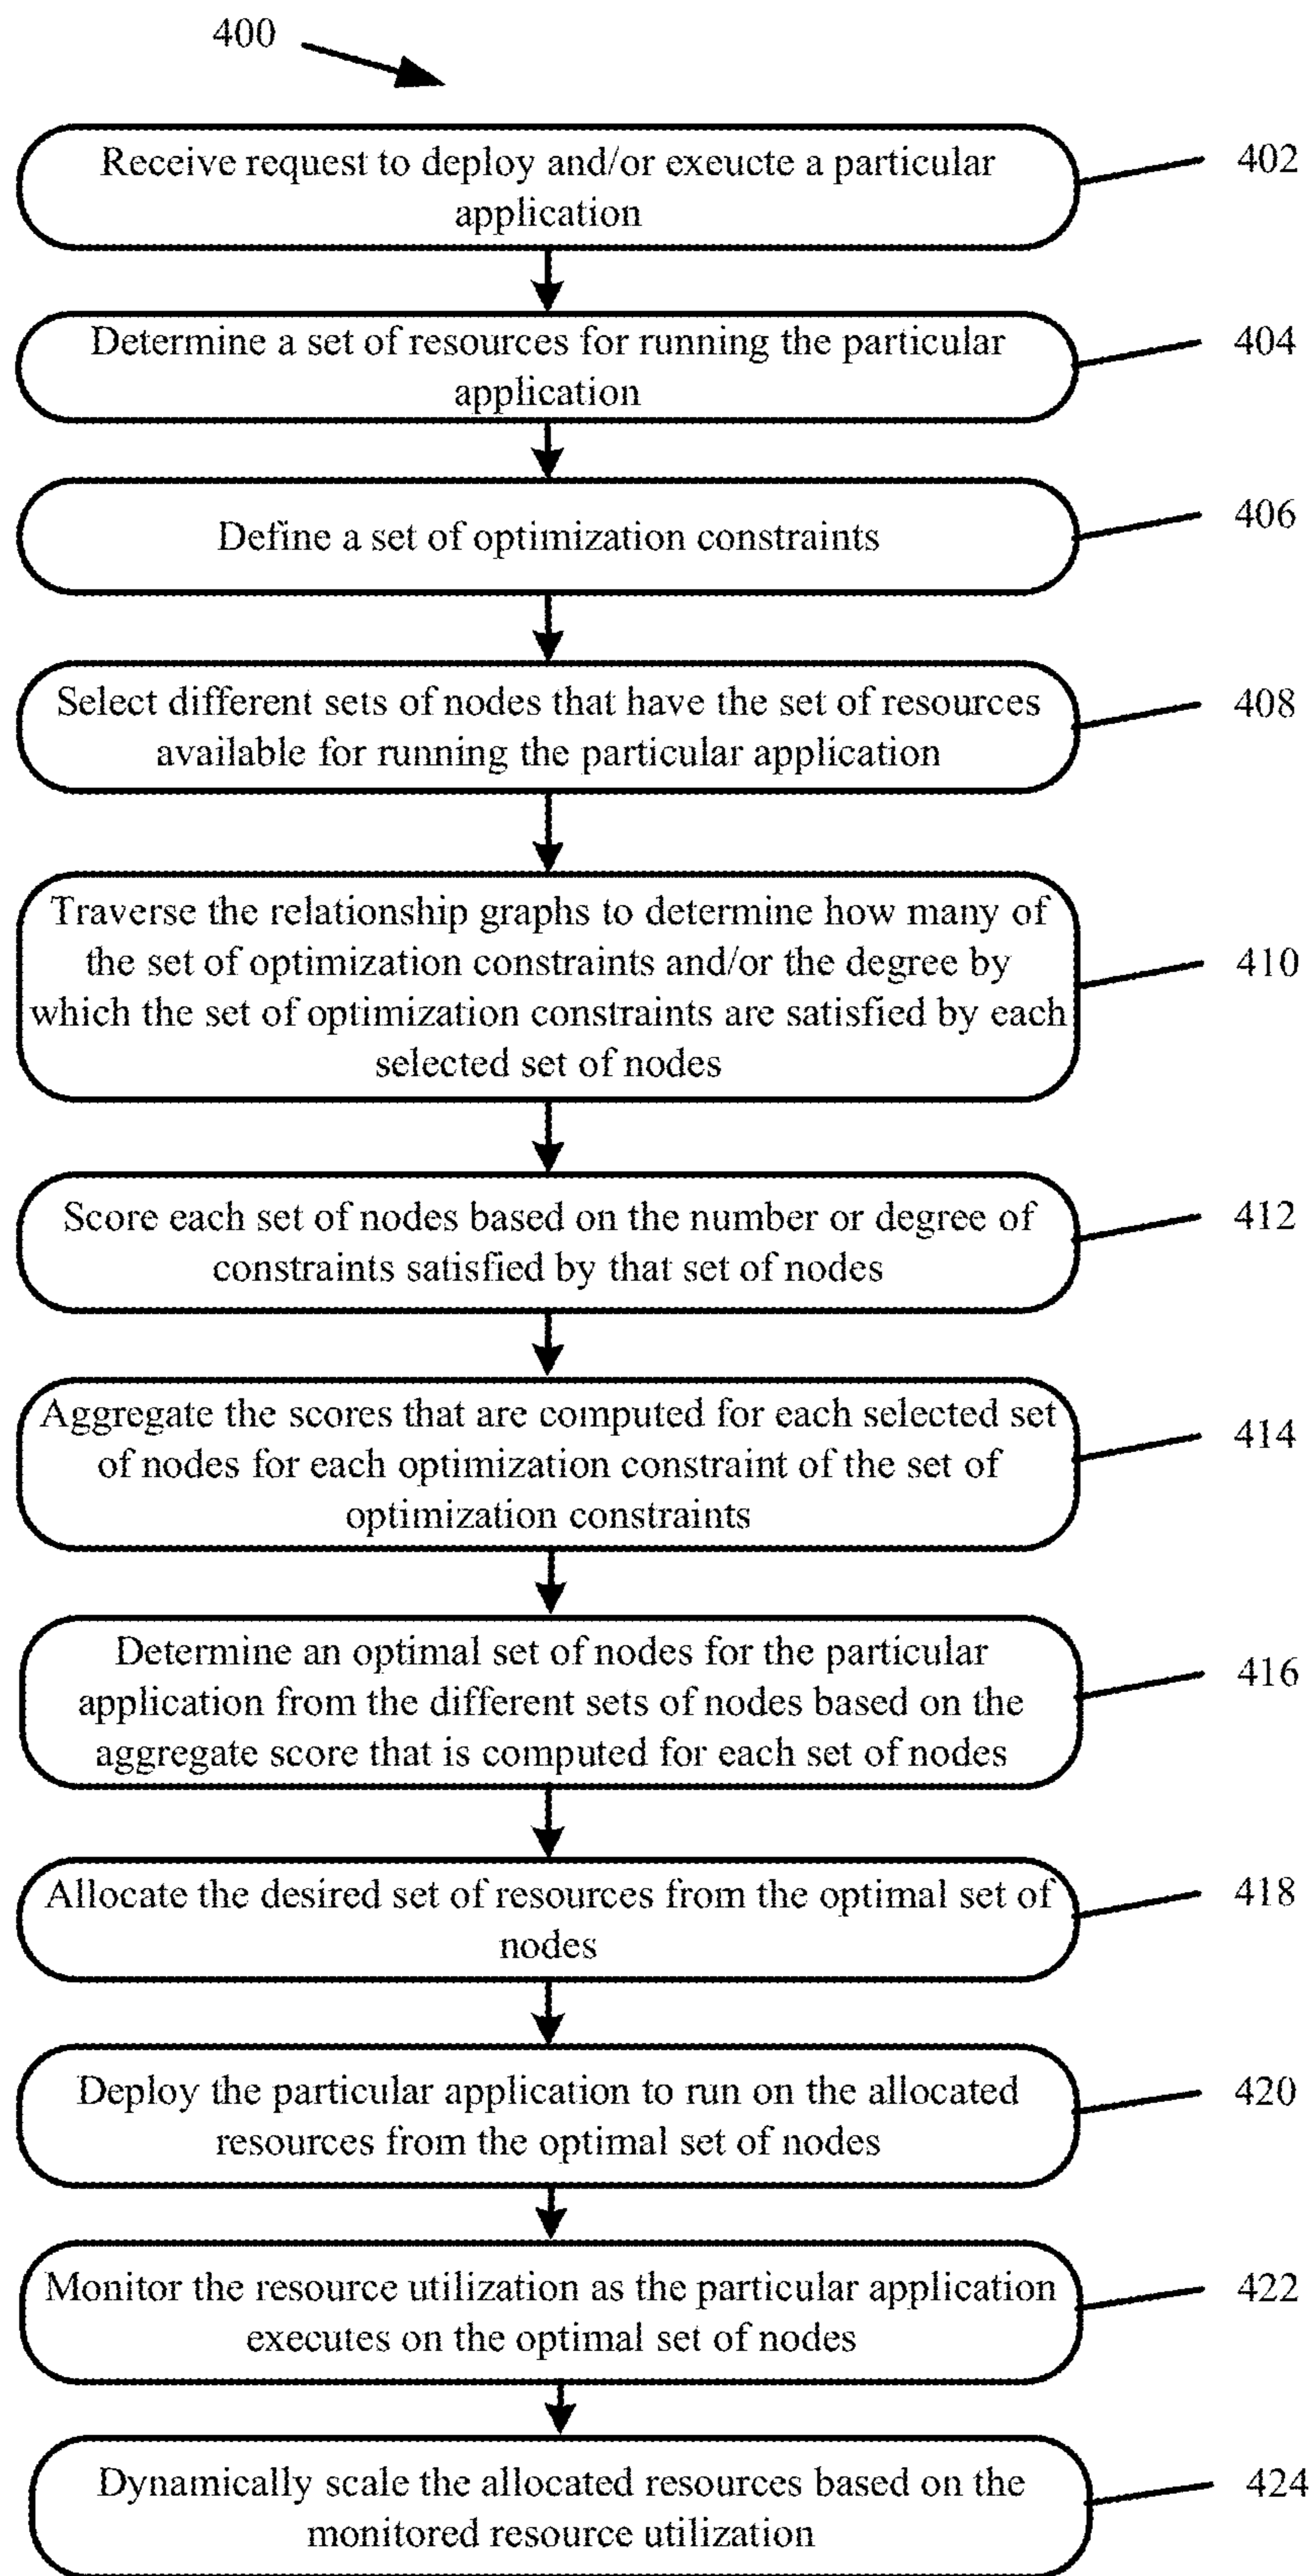 400
Receive request to deploy and/or exeucte a particular
application
402
Determine a set of resources for running the particular
application
404
Define a set of optimization constraints
406
Select different sets of nodes that have the set of resources
available for running the particular application
408
Traverse the relationship graphs to determine how many of
the set of optimization constraints and/or the degree by
which the set of optimization constraints are satisfied by each
selected set of nodes
410
Score each set of nodes based on the number or degree of
constraints satisfied by that set of nodes
412
Aggregate the scores that are computed for each selected set
of nodes for each optimization constraint of the set of
optimization constraints
414
Determine an optimal set of nodes for the particular
application from the different sets of nodes based on the
aggregate score that is computed for each set of nodes
416
Allocate the desired set of resources from the optimal set of
nodes
418
Deploy the particular application to run on the allocated
resources from the optimal set of nodes
420
Monitor the resource utilization as the particular application
executes on the optimal set of nodes
422
Dynamically scale the allocated resources based on the
monitored resource utilization
424